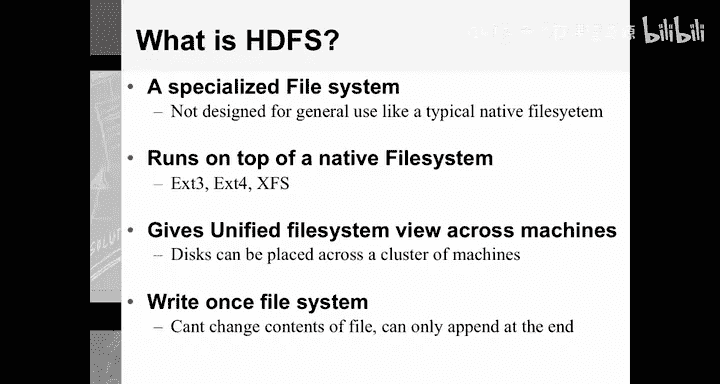 What is HDFS?
bilibili
• A specialized File system
– Not designed for general use like a typical native filesyetem
• Runs on top of a native Filesystem
– Ext3, Ext4, XFS
• Gives Unified filesystem view across machines
– Disks can be placed across a cluster of machines
• Write once file system
– Cant change contents of file, can only append at the end